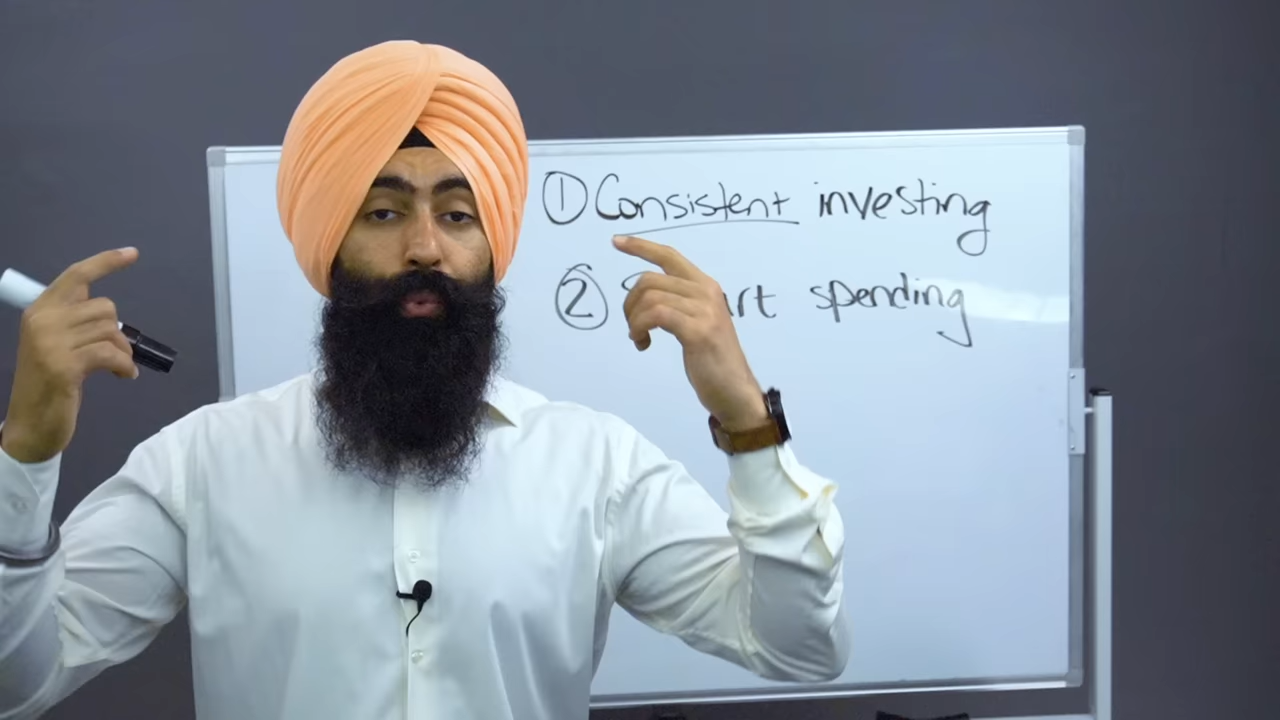 ① Consistent investing
② spending